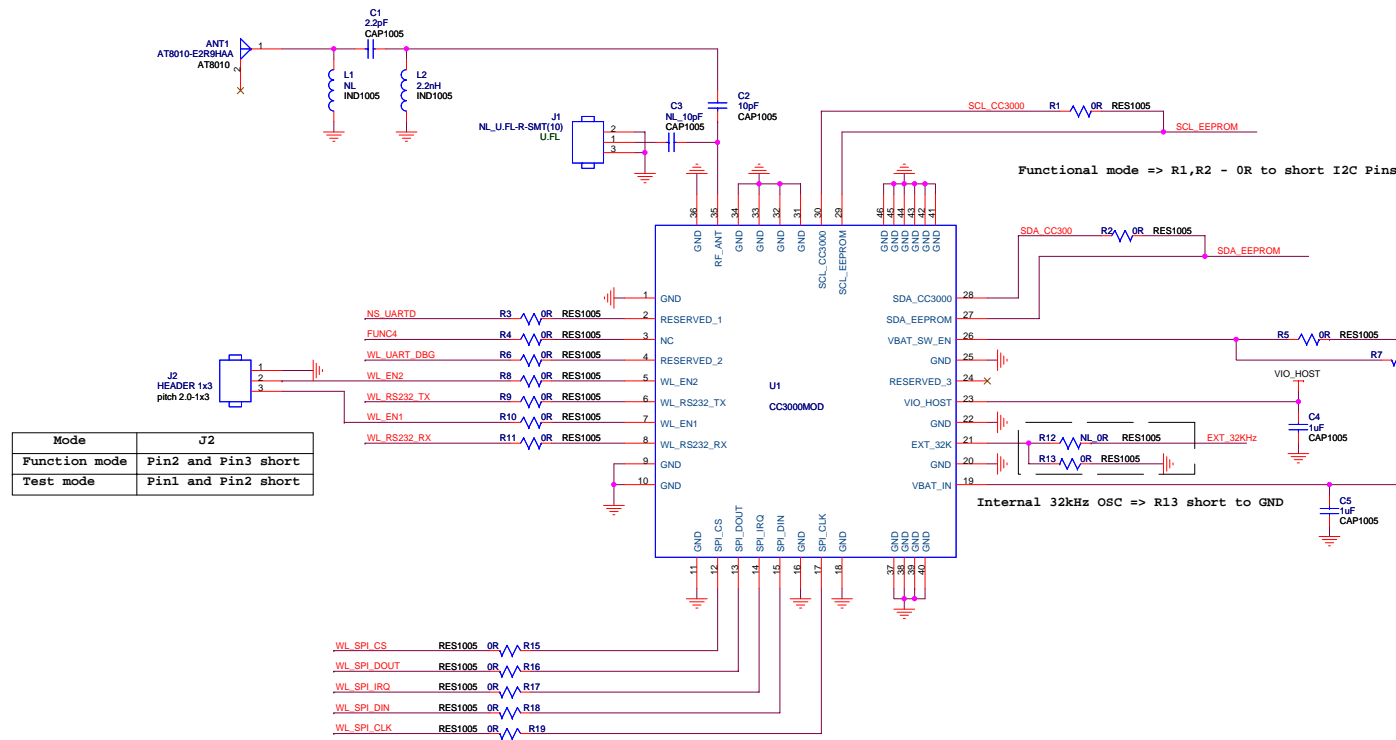 C1
2.2pF
CAP1005
ANT1
AT8010-E2R9HAA
AT8010
1
2
L1
NL
IND1005
L2
2.2nH
IND1005
C2
10pF
CAP1005
C3
NL_10pF
CAP1005
J1
NL_U.FL-R-SMT(10)
U.FL
2
1
3
SCL_CC3000
R1
0R
RES1005
SCL_EEPROM
Functional mode => R1,R2 - 0R to short I2C Pins
SDA_CC300
R2
0R
RES1005
SDA_EEPROM
36
35
34
33
32
31
30
29
46
45
44
43
42
41
GND
RF_ANT
GND
GND
GND
GND
SCL_CC3000
SCL_EEPROM
GND
GND
GND
GND
GND
GND
1
GND
NS_UARTD
R3
0R
RES1005
2
RESERVED_1
FUNC4
R4
0R
RES1005
3
NC
WL_UART_DBG
R6
0R
RES1005
4
RESERVED_2
WL_EN2
R8
0R
RES1005
5
WL_EN2
WL_RS232_TX
R9
0R
RES1005
6
WL_RS232_TX
WL_EN1
R10
0R
RES1005
7
WL_EN1
WL_RS232_RX
R11
0R
RES1005
8
WL_RS232_RX
9
GND
10
GND
J2
HEADER 1x3
pitch 2.0-1x3
1
2
3
Mode J2
Function mode Pin2 and Pin3 short
Test mode Pin1 and Pin2 short
U1
CC3000MOD
SDA_CC3000
28
SDA_EEPROM
27
VBAT_SW_EN
26
R5
0R
RES1005
R7
GND
25
RESERVED_3
24
VIO_HOST
23
VIO_HOST
GND
22
C4
1uF
CAP1005
EXT_32K
21
R12
NL_0R
RES1005
EXT_32KHz
GND
20
R13
0R
RES1005
VBAT_IN
19
Internal 32kHz OSC => R13 short to GND
C5
1uF
CAP1005
GND
SPI_CS
SPI_DOUT
SPI_IRQ
SPI_DIN
GND
SPI_CLK
GND
GND
GND
GND
GND
11
12
13
14
15
16
17
18
37
38
39
40
WL_SPI_CS
RES1005
0R
R15
WL_SPI_DOUT
RES1005
0R
R16
WL_SPI_IRQ
RES1005
0R
R17
WL_SPI_DIN
RES1005
0R
R18
WL_SPI_CLK
RES1005
0R
R19